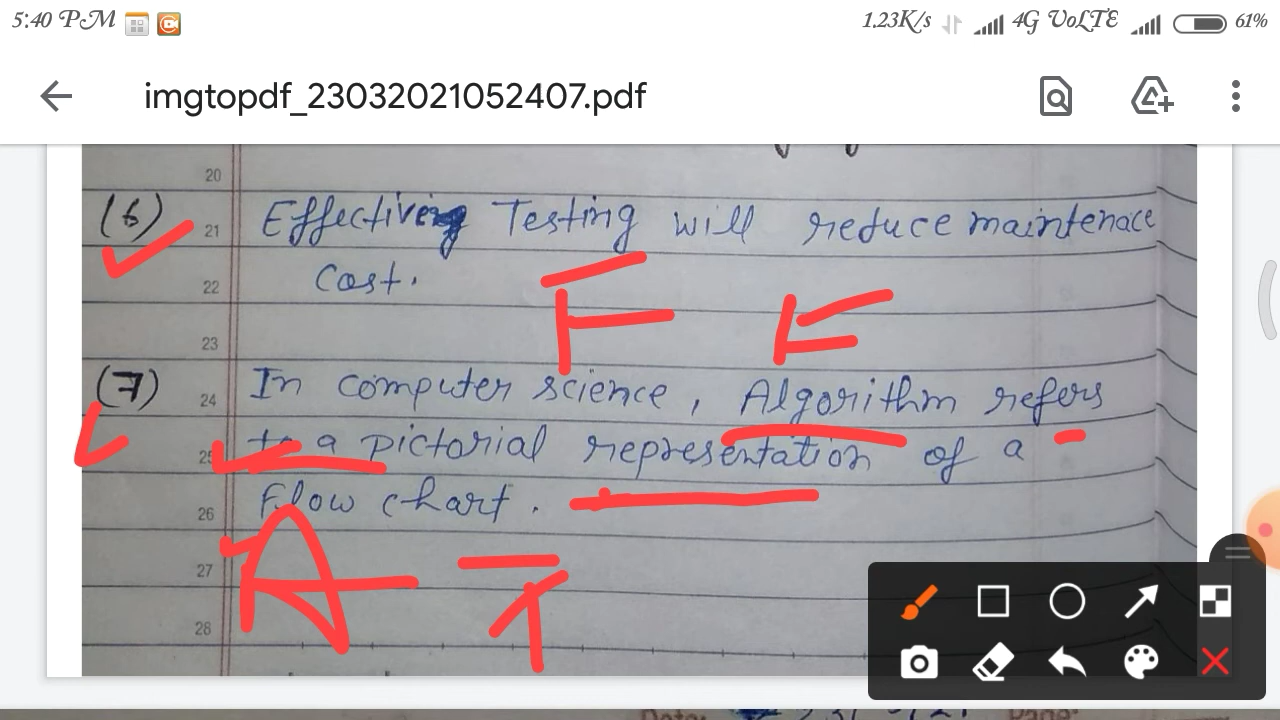 5:40 PM 1.23K/s 4G VoLTE 61%
imgtopdf_23032021052407.pdf
20
(6) 21 Effective Testing will reduce maintenace
22 Cost.
F F
23
(7) 24 In computer science, Algorithm refers
25 to a pictorial representation of a
26 Flow chart.
A T
27
28